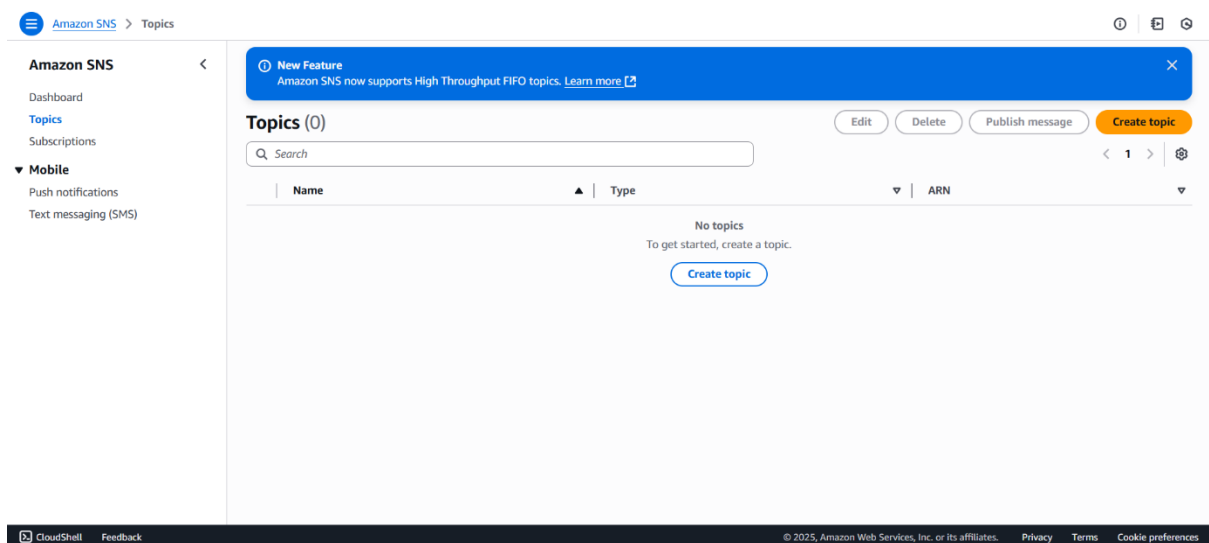 Amazon SNS > Topics
Amazon SNS
Dashboard
Topics
Subscriptions
Mobile
Push notifications
Text messaging (SMS)
New Feature
Amazon SNS now supports High Throughput FIFO topics. Learn more
Topics (0)
Edit
Delete
Publish message
Create topic
Search
< 1 >
Name
Type
ARN
No topics
To get started, create a topic.
Create topic
CloudShell Feedback
© 2025, Amazon Web Services, Inc. or its affiliates. Privacy Terms Cookie preferences